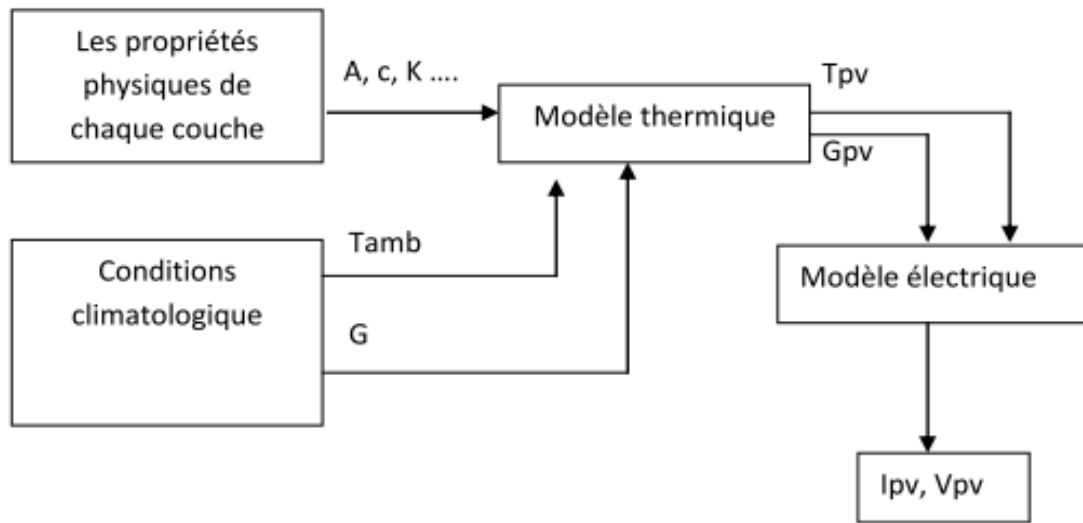 Les propriétés
physiques de
chaque couche
A, c, K ....
Modèle thermique
Tpv
Gpv
Conditions
climatologique
Tamb
G
Modèle électrique
Ipv, Vpv